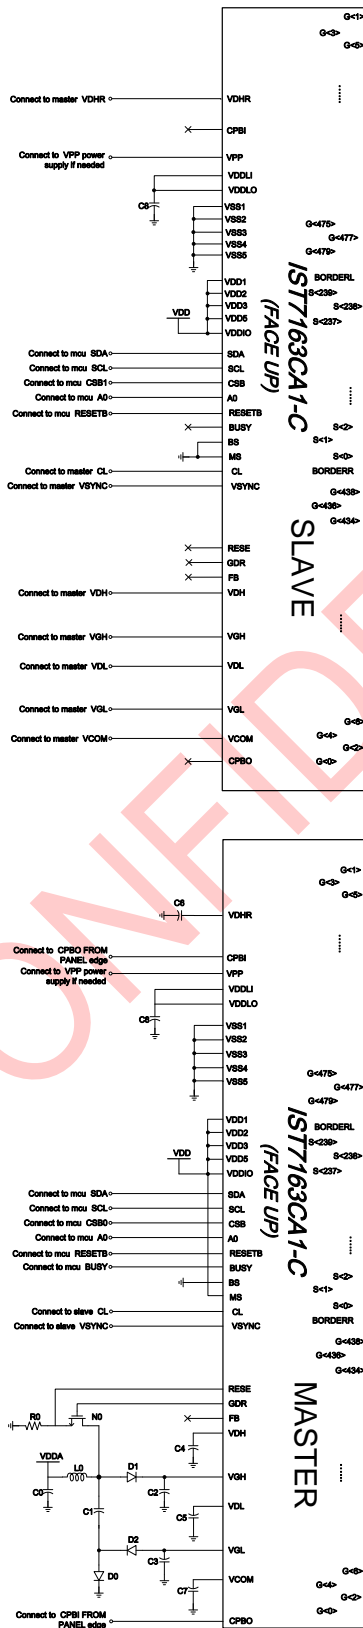 G<1>
G<3>
G<5>
Connect to master VDHR
VDHR
CPBI
Connect to VPP power
supply if needed
VPP
VDDLI
VDDLO
C8
VSS1
VSS2
VSS3
VSS4
VSS5
G<475>
G<477>
G<479>
VDD1
VDD2
VDD3
VDD5
VDDIO
VDD
BORDERL
S<239>
S<238>
S<237>
IST7163CA1-C
(FACE UP)
Connect to mcu SDA
SDA
Connect to mcu SCL
SCL
Connect to mcu CSB1
CSB
Connect to mcu A0
A0
Connect to mcu RESETB
RESETB
BUSY
BS
MS
S<2>
S<1>
S<0>
Connect to master CL
CL
BORDERR
Connect to master VSYNC
VSYNC
G<438>
G<436>
G<434>
SLAVE
RESE
GDR
FB
Connect to master VDH
VDH
Connect to master VGH
VGH
Connect to master VDL
VDL
Connect to master VGL
VGL
Connect to master VCOM
VCOM
CPBO
G<6>
G<4>
G<2>
G<0>
CONFIDE
G<1>
G<3>
G<5>
C6
VDHR
Connect to CPBO FROM
PANEL edge
CPBI
Connect to VPP power
supply if needed
VPP
VDDLI
VDDLO
C8
VSS1
VSS2
VSS3
VSS4
VSS5
G<475>
G<477>
G<479>
VDD1
VDD2
VDD3
VDD5
VDDIO
VDD
BORDERL
S<239>
S<238>
S<237>
IST7163CA1-C
(FACE UP)
Connect to mcu SDA
SDA
Connect to mcu SCL
SCL
Connect to mcu CSB0
CSB
Connect to mcu A0
A0
Connect to mcu RESETB
RESETB
Connect to mcu BUSY
BUSY
BS
MS
S<2>
S<1>
S<0>
Connect to slave CL
CL
BORDERR
Connect to slave VSYNC
VSYNC
G<438>
G<436>
G<434>
MASTER
RESE
GDR
FB
VDH
R0
N0
C4
VDDA
L0
D1
VGH
C0
C2
C1
VDL
C5
D2
VGL
C3
D0
VCOM
C7
G<6>
G<4>
G<2>
G<0>
Connect to CPBI FROM
PANEL edge
CPBO